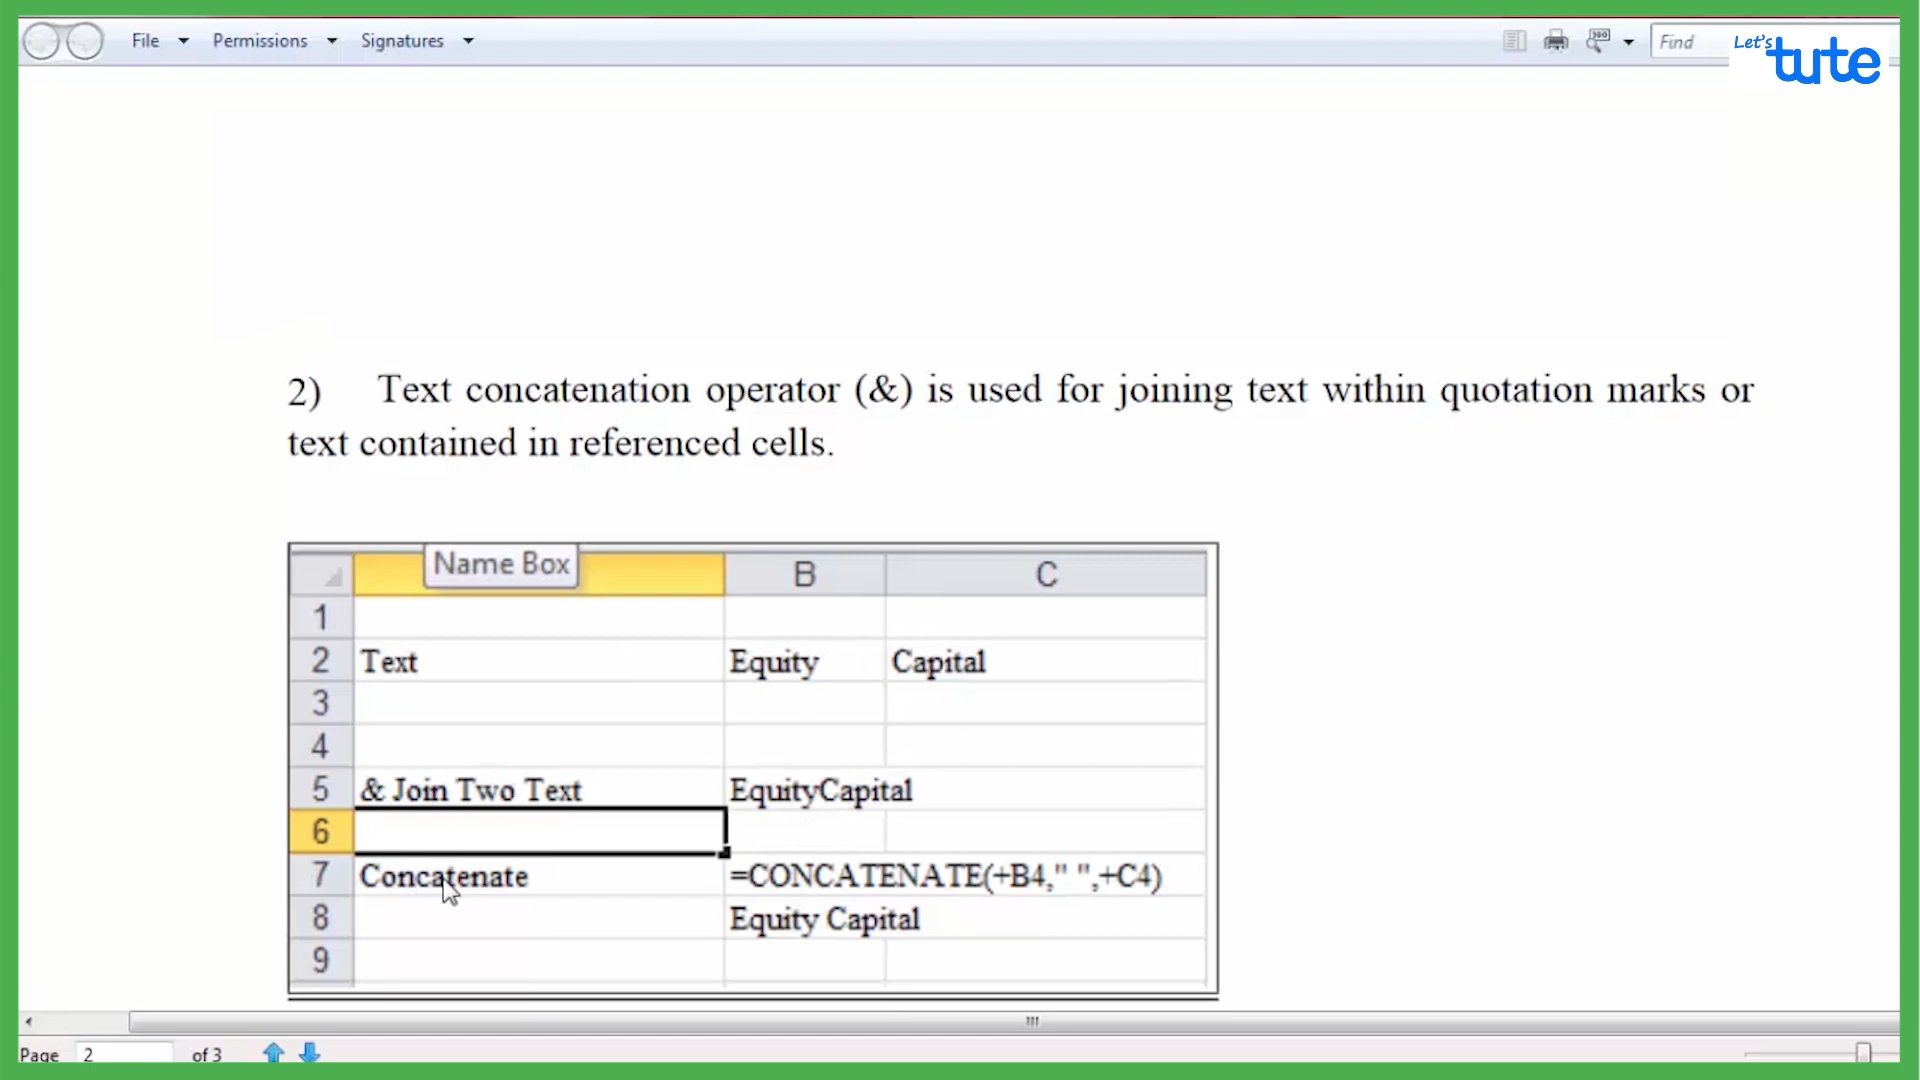 File Permissions Signatures Find
Let's tute
2) Text concatenation operator (&) is used for joining text within quotation marks or
text contained in referenced cells.
Name Box B C
1
2 Text Equity Capital
3
4
5 & Join Two Text EquityCapital
6
7 Concatenate =CONCATENATE(+B4," ",+C4)
8 Equity Capital
9
Page 2 of 3